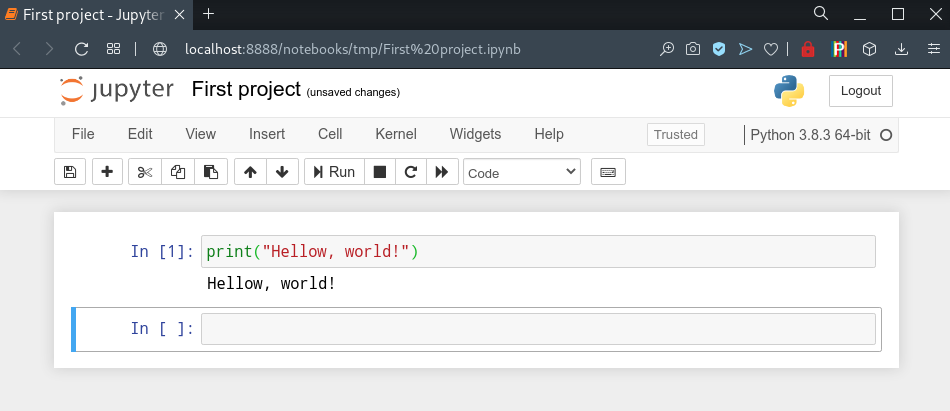 First project - Jupyter
localhost:8888/notebooks/tmp/First%20project.ipynb
jupyter First project (unsaved changes) Logout
File Edit View Insert Cell Kernel Widgets Help Trusted Python 3.8.3 64-bit
Run Code
In [1]: print("Hellow, world!")
Hellow, world!
In [ ]: